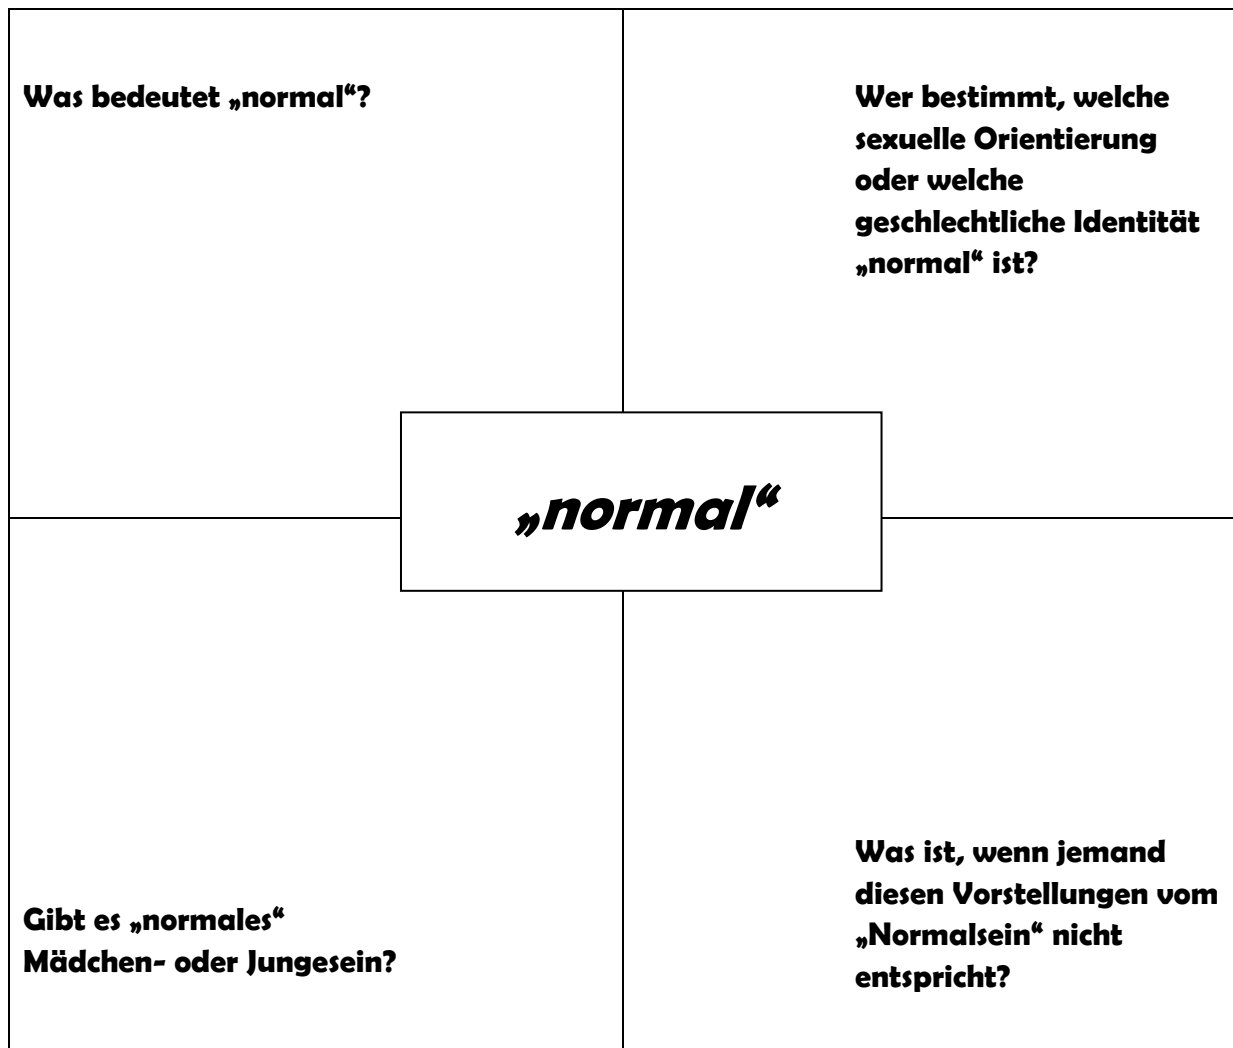 Was bedeutet „normal“?
Wer bestimmt, welche
sexuelle Orientierung
oder welche
geschlechtliche Identität
„normal“ ist?
„normal“
Gibt es „normales“
Mädchen- oder Jungesein?
Was ist, wenn jemand
diesen Vorstellungen vom
„Normalsein“ nicht
entspricht?